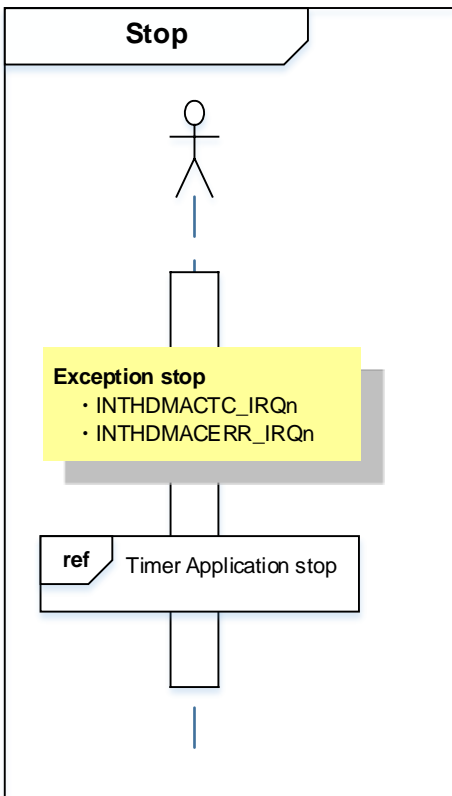 Stop
Exception stop
・INTHDMACTC_IRQn
・INTHDMACERR_IRQn
ref
Timer Application stop